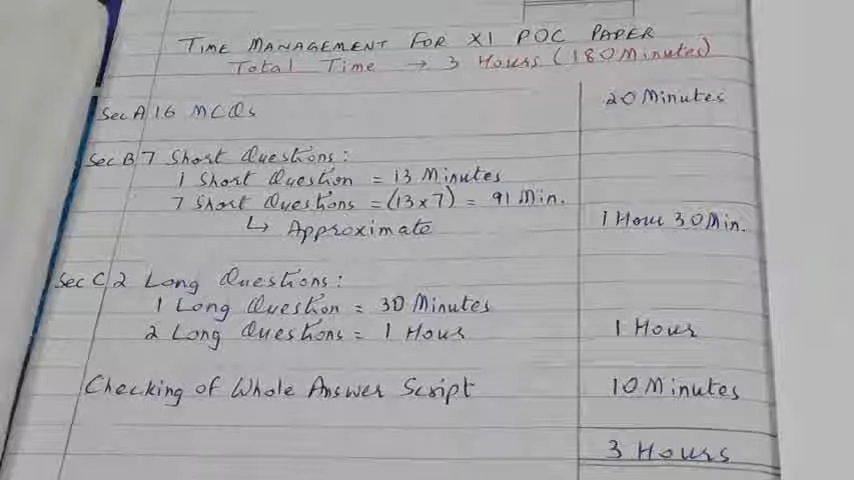 TIME MANAGEMENT FOR XI POC PAPER
Total Time → 3 Hours (180 Minutes)
Sec A 16 MCQs 20 Minutes
Sec B 7 Short Questions:
1 Short Question = 13 Minutes
7 Short Questions = (13x7) = 91 Min.
↳ Approximate 1 Hour 30 Min.
Sec C 2 Long Questions:
1 Long Question = 30 Minutes
2 Long Questions = 1 Hour 1 Hour
Checking of Whole Answer Script 10 Minutes
3 Hours